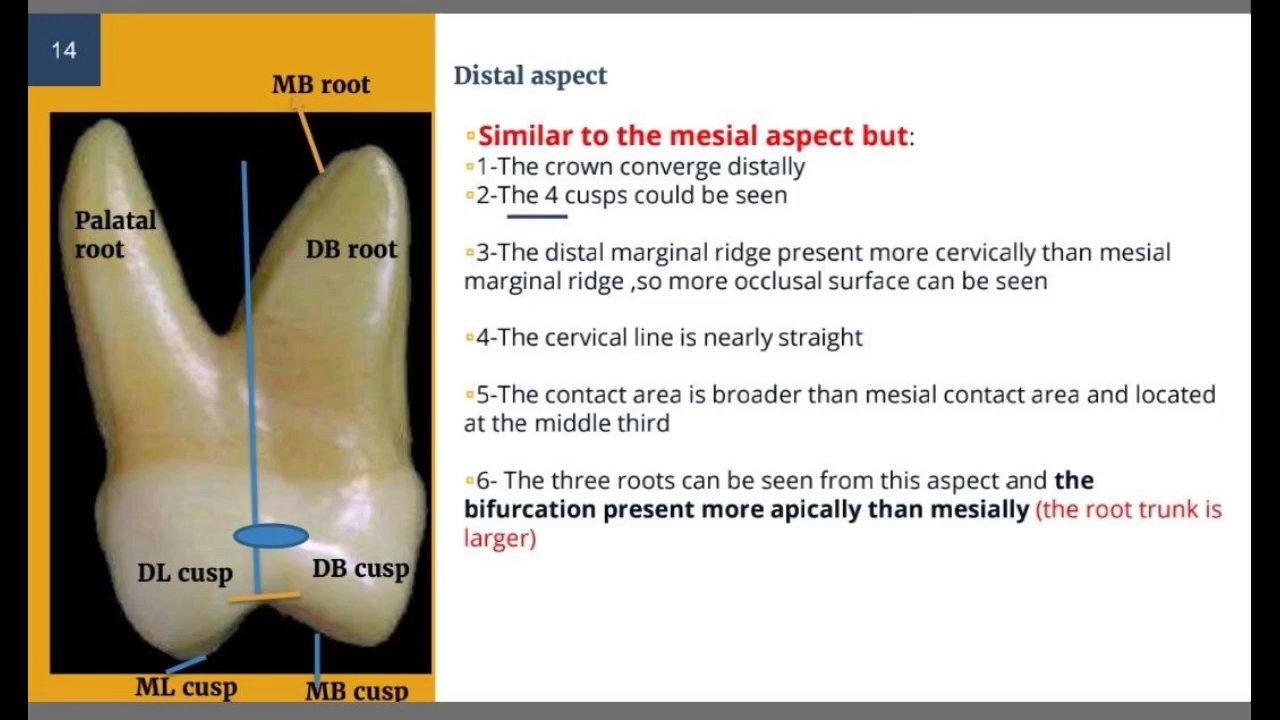 14
MB root
Palatal
root
DB root
DL cusp
DB cusp
ML cusp
MB cusp
Distal aspect
Similar to the mesial aspect but:
1-The crown converge distally
2-The 4 cusps could be seen
3-The distal marginal ridge present more cervically than mesial
marginal ridge ,so more occlusal surface can be seen
4-The cervical line is nearly straight
5-The contact area is broader than mesial contact area and located
at the middle third
6- The three roots can be seen from this aspect and the
bifurcation present more apically than mesially (the root trunk is
larger)